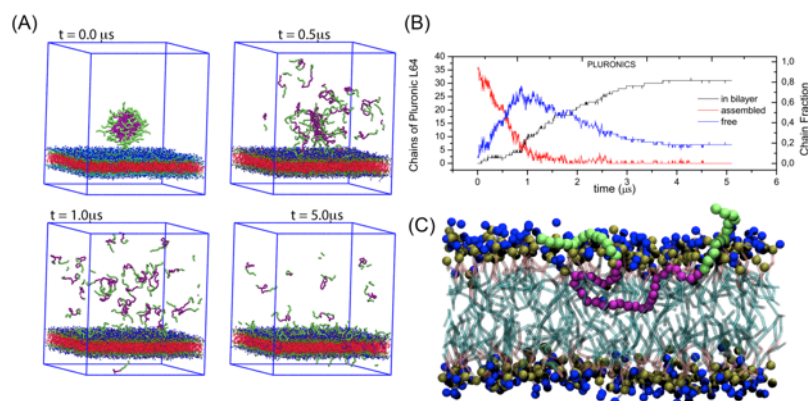 (A)
t = 0.0 μs
t = 0.5μs
t = 1.0μs
t = 5.0μs
(B)
PLURONICS
Chains of Pluronic L64
40
35
30
25
20
15
10
5
0
in bilayer
assembled
free
1,0
0,8
0,6
0,4
0,2
0,0
Chain Fraction
0 1 2 3 4 5 6
time (μs)
(C)